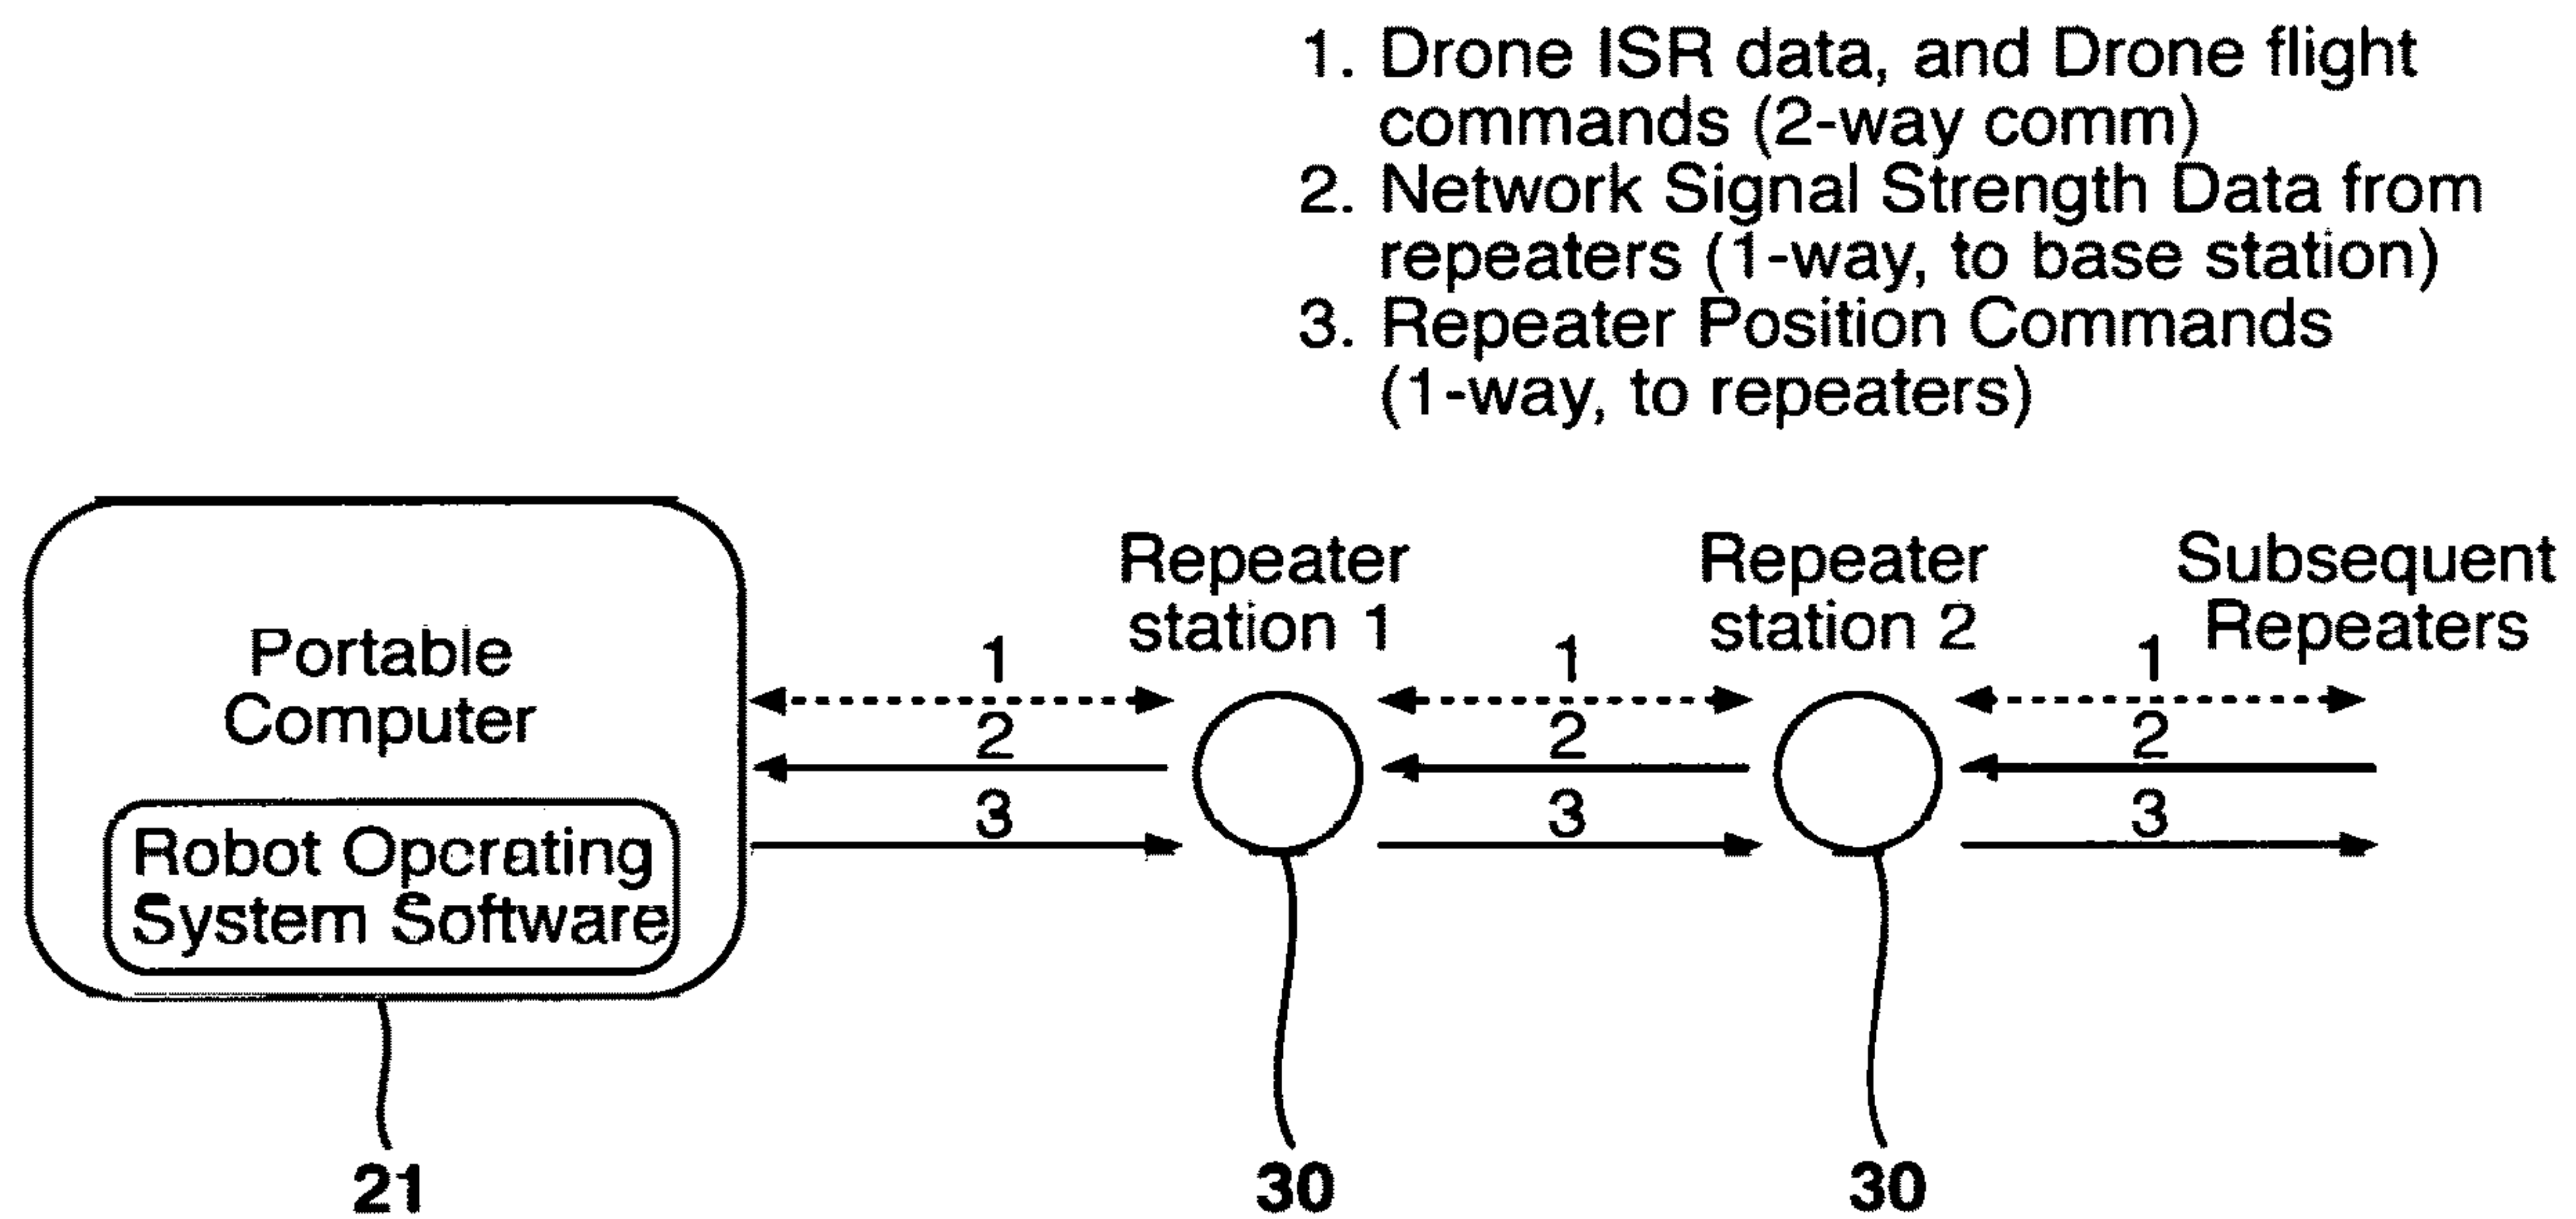 1. Drone ISR data, and Drone flight
commands (2-way comm)
2. Network Signal Strength Data from
repeaters (1-way, to base station)
3. Repeater Position Commands
(1-way, to repeaters)
Portable
Computer
Robot Operating
System Software
Repeater
station 1
Repeater
station 2
Subsequent
Repeaters
1
2
3
1
2
3
1
2
3
21
30
30